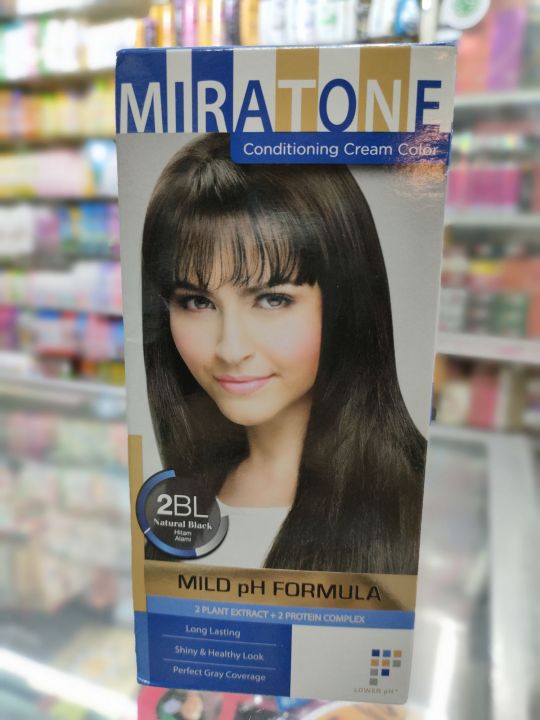 MIRATONE
Conditioning Cream Color
2BL
Natural Black
Hitam
Alami
MILD pH FORMULA
2 PLANT EXTRACT + 2 PROTEIN COMPLEX
Long Lasting
Shiny & Healthy Look
Perfect Gray Coverage
LOWER pH*